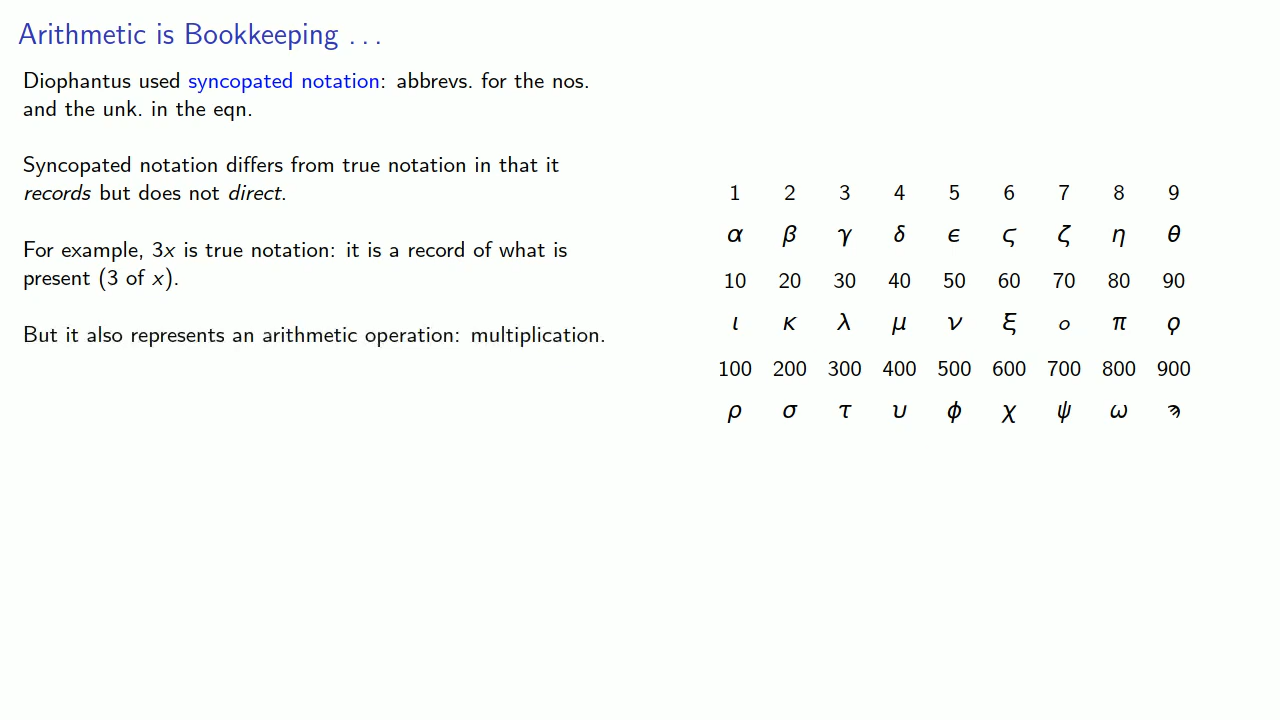 Arithmetic is Bookkeeping ...
Diophantus used syncopated notation: abbrevs. for the nos.
and the unk. in the eqn.
Syncopated notation differs from true notation in that it
records but does not direct.
For example, 3x is true notation: it is a record of what is
present (3 of x).
But it also represents an arithmetic operation: multiplication.
1 2 3 4 5 6 7 8 9
α β γ δ ϵ ϛ ζ η θ
10 20 30 40 50 60 70 80 90
ι κ λ μ ν ξ ο π ϙ
100 200 300 400 500 600 700 800 900
ρ σ τ υ ϕ χ ψ ω ϡ